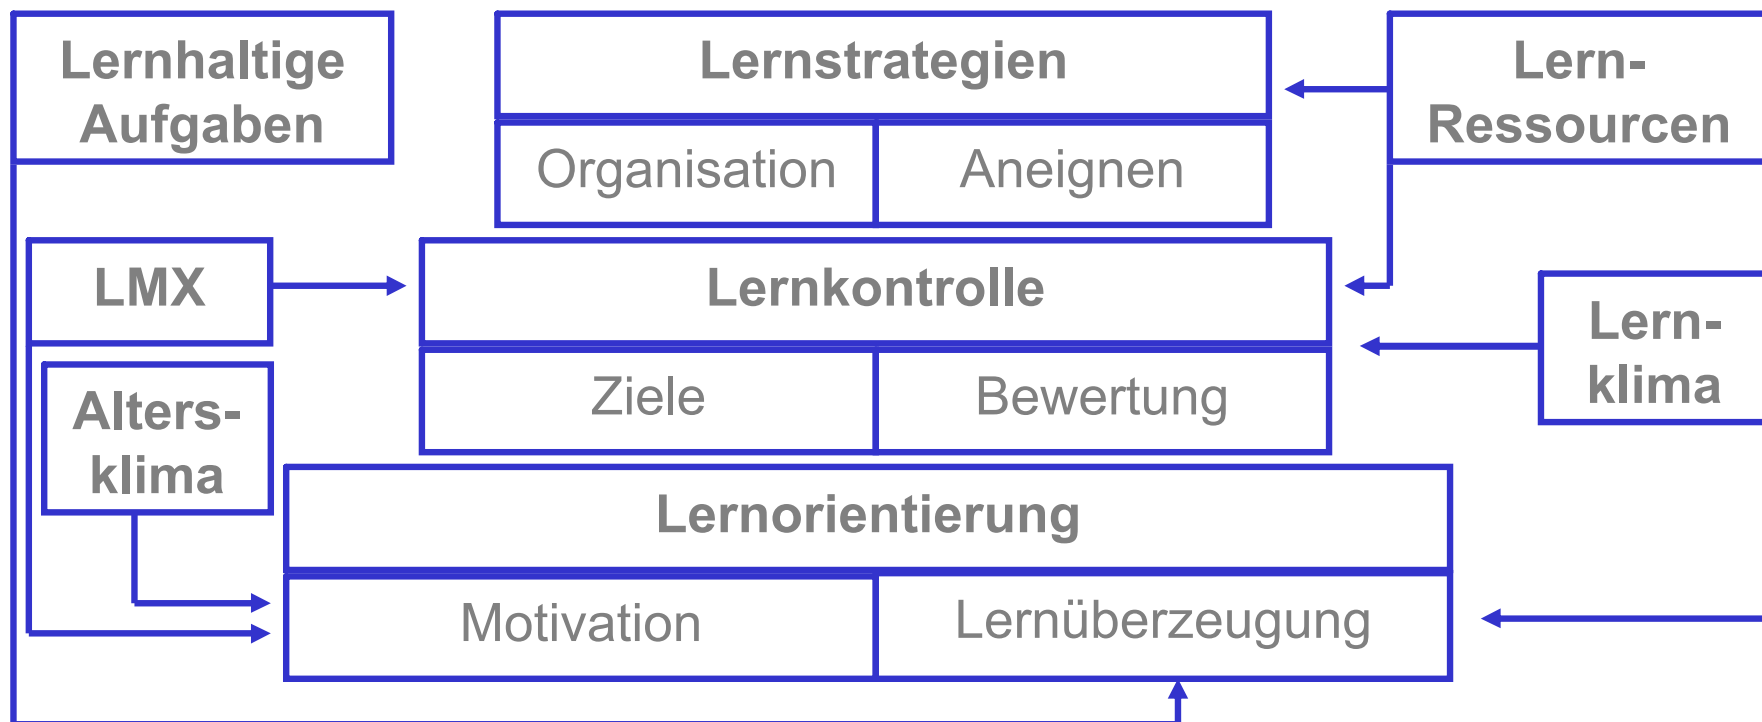 Lernhaltige
Aufgaben
Lernstrategien
Lern-
Ressourcen
Organisation
Aneignen
LMX
Lernkontrolle
Lern-
klima
Ziele
Bewertung
Alters-
klima
Lernorientierung
Motivation
Lernüberzeugung